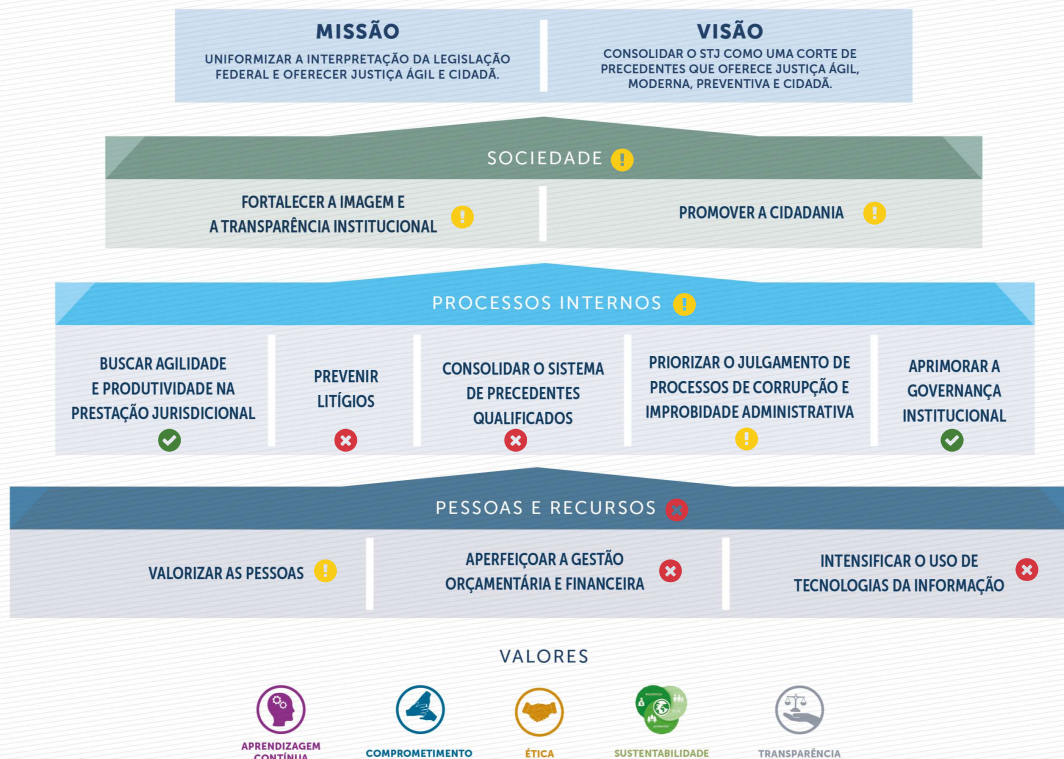 MISSÃO
UNIFORMIZAR A INTERPRETAÇÃO DA LEGISLAÇÃO
FEDERAL E OFERECER JUSTIÇA ÁGIL E CIDADÃ.
VISÃO
CONSOLIDAR O STJ COMO UMA CORTE DE
PRECEDENTES QUE OFERECE JUSTIÇA ÁGIL,
MODERNA, PREVENTIVA E CIDADÃ.
SOCIEDADE
FORTALECER A IMAGEM E
A TRANSPARÊNCIA INSTITUCIONAL
PROMOVER A CIDADANIA
PROCESSOS INTERNOS
BUSCAR AGILIDADE
E PRODUTIVIDADE NA
PRESTAÇÃO JURISDICIONAL
PREVENIR
LITÍGIOS
CONSOLIDAR O SISTEMA
DE PRECEDENTES
QUALIFICADOS
PRIORIZAR O JULGAMENTO DE
PROCESSOS DE CORRUPÇÃO E
IMPROBIDADE ADMINISTRATIVA
APRIMORAR A
GOVERNANÇA
INSTITUCIONAL
PESSOAS E RECURSOS
VALORIZAR AS PESSOAS
APERFEIÇOAR A GESTÃO
ORÇAMENTÁRIA E FINANCEIRA
INTENSIFICAR O USO DE
TECNOLOGIAS DA INFORMAÇÃO
VALORES
APRENDIZAGEM
CONTÍNUA
COMPROMETIMENTO
ÉTICA
SUSTENTABILIDADE
TRANSPARÊNCIA